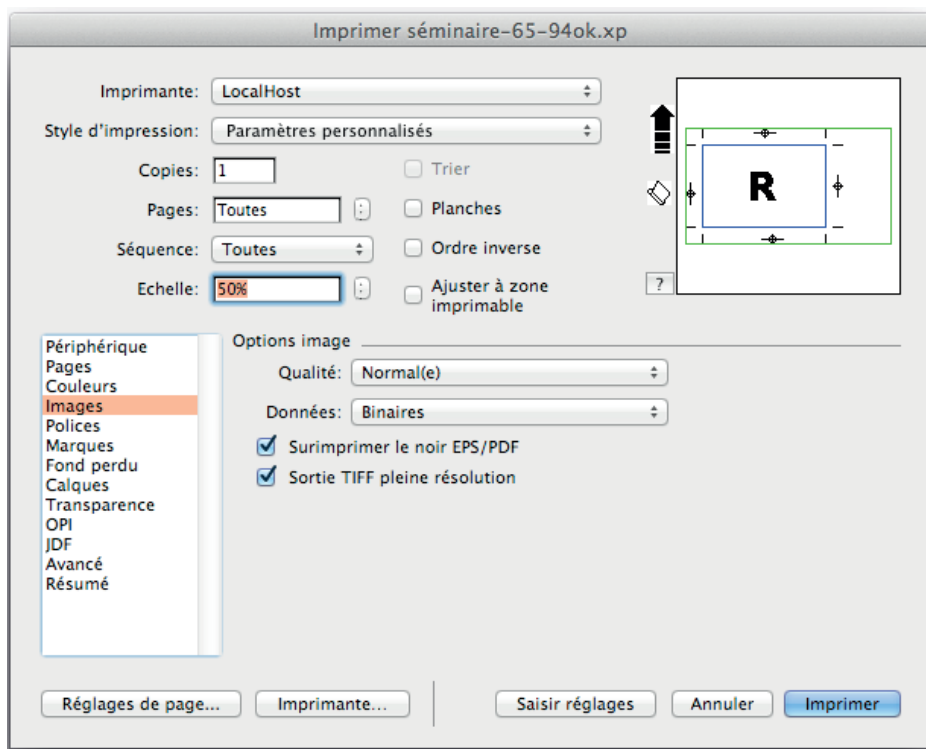 Imprimer séminaire-65-94ok.xp
Imprimante: LocalHost
Style d'impression: Paramètres personnalisés
Copies: 1 Trier
Pages: Toutes Planches
Séquence: Toutes Ordre inverse
Echelle: 50% Ajuster à zone
imprimable
R
?
Périphérique
Pages
Couleurs
Images
Polices
Marques
Fond perdu
Calques
Transparence
OPI
JDF
Avancé
Résumé
Options image
Qualité: Normal(e)
Données: Binaires
Surimprimer le noir EPS/PDF
Sortie TIFF pleine résolution
Réglages de page... Imprimante... Saisir réglages Annuler Imprimer